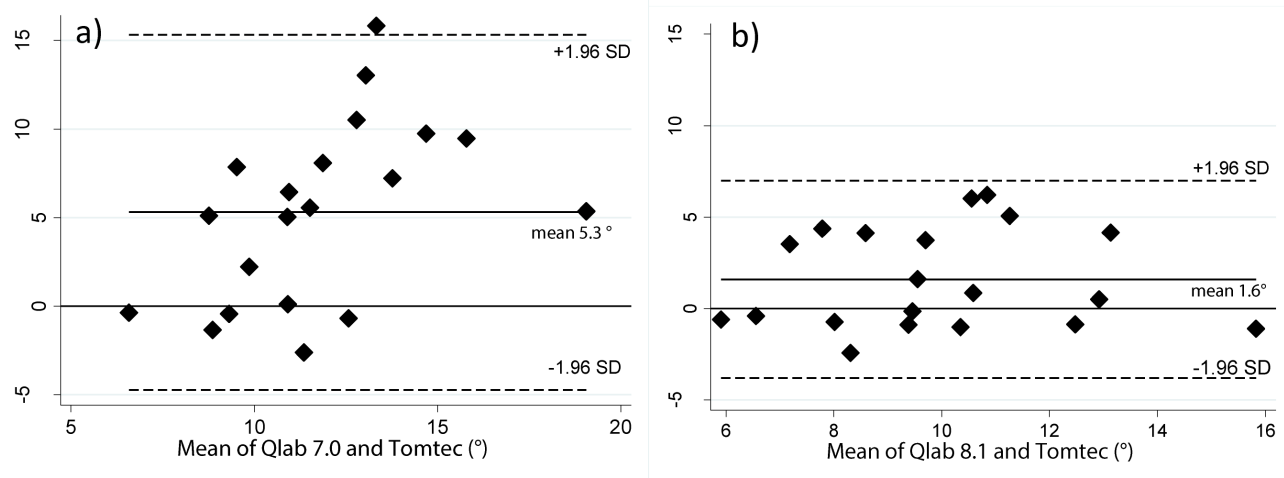 a)
15
+1.96 SD
10
5
mean 5.3 °
0
-1.96 SD
-5
5 10 15 20
Mean of Qlab 7.0 and Tomtec (°)
b)
15
10
+1.96 SD
5
mean 1.6°
0
-1.96 SD
-5
6 8 10 12 14 16
Mean of Qlab 8.1 and Tomtec (°)